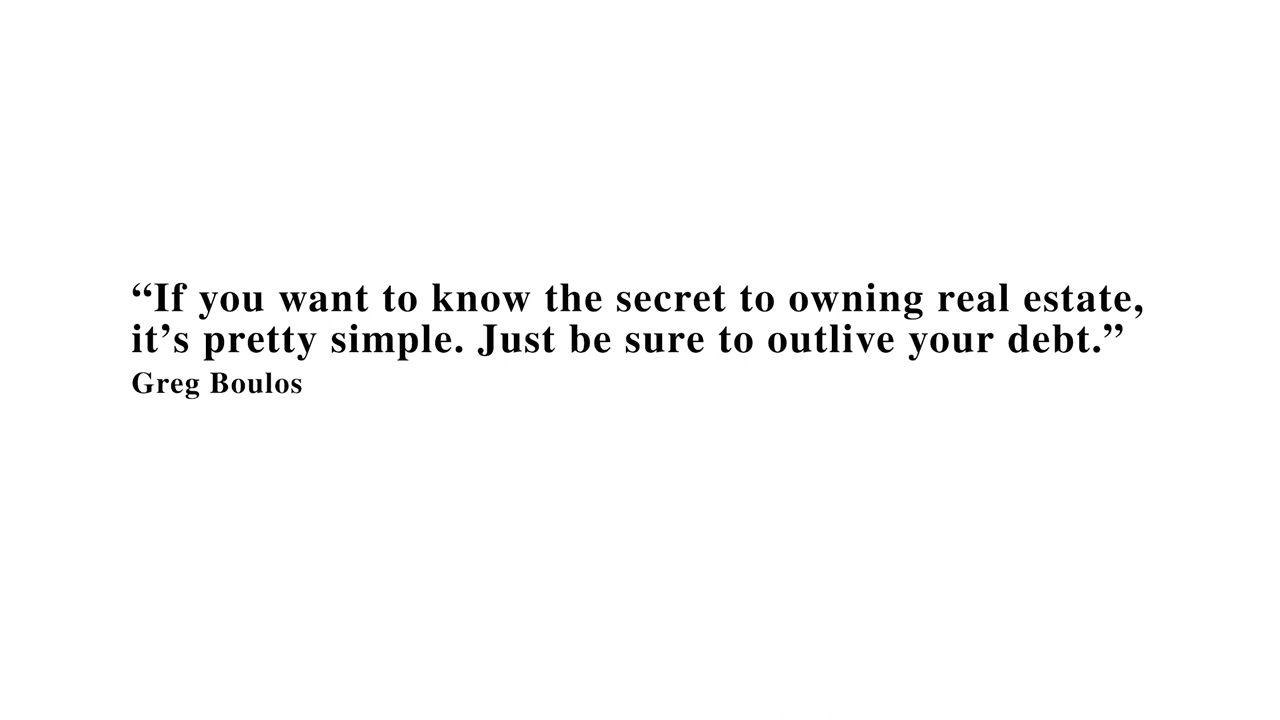 “If you want to know the secret to owning real estate,
it’s pretty simple. Just be sure to outlive your debt.”
Greg Boulos